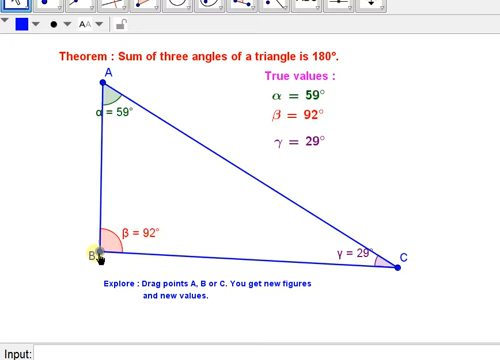 AA
Theorem : Sum of three angles of a triangle is 180º.
True values :
A
α = 59°
α = 59°
β = 92°
γ = 29°
β = 92°
B
γ = 29°
C
Explore : Drag points A, B or C. You get new figures
and new values.
Input: